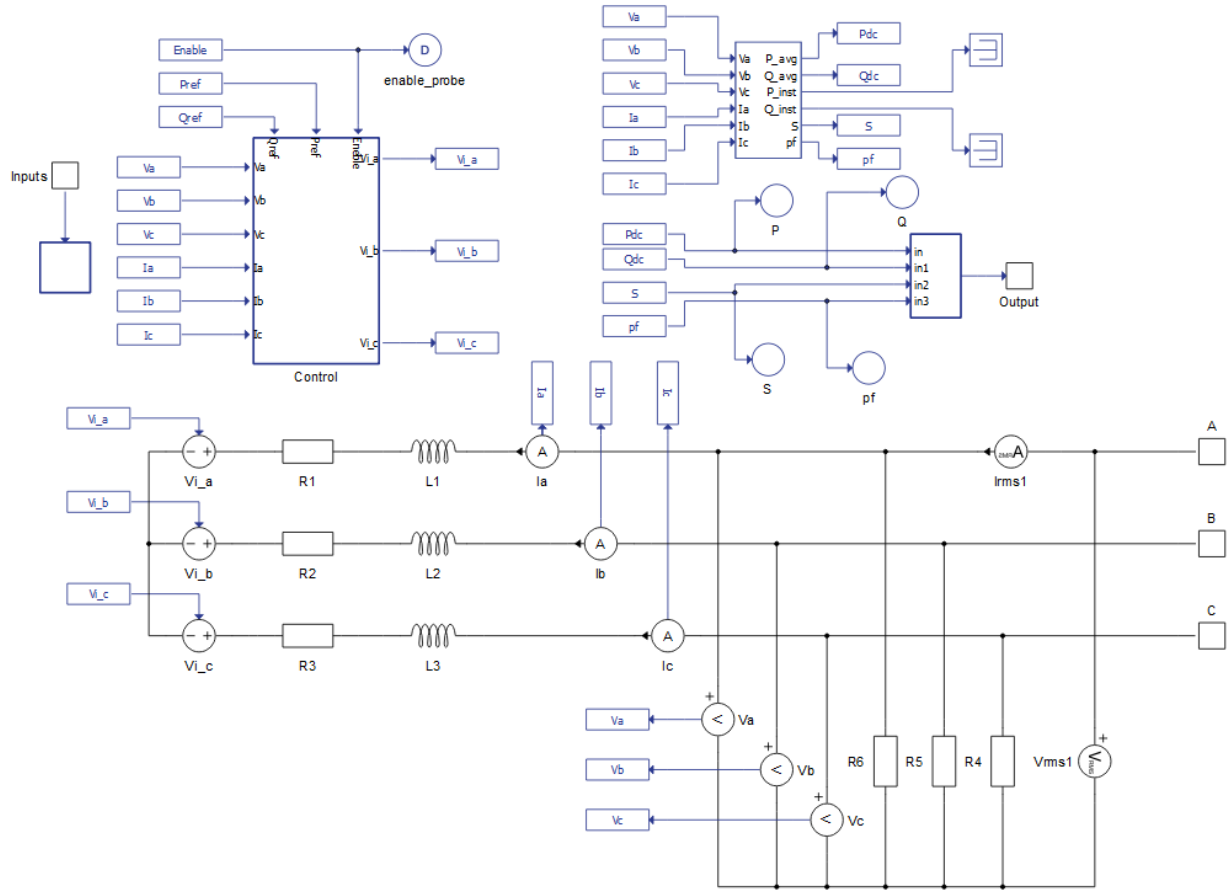 Enable
D
enable_probe
Pref
Qref
Qref
Pref
Enable
Inputs
Va
Vb
Vc
Ia
Ib
Ic
Va
Vb
Vc
Ia
Ib
Ic
Vi_a
Vi_b
Vi_c
Vi_a
Vi_b
Vi_c
Control
Va
Vb
Vc
Ia
Ib
Ic
Va
Vb
Vc
Ia
Ib
Ic
P_avg
Q_avg
P_inst
Q_inst
S
pf
Pdc
Qdc
S
pf
P
Q
Pdc
Qdc
S
pf
in
in1
in2
in3
Output
S
pf
Ia
Ib
Ic
Vi_a
- +
Vi_a
R1
L1
A
Ia
A
RMS
Irms1
A
Vi_b
- +
Vi_b
R2
L2
A
Ib
B
Vi_c
- +
Vi_c
R3
L3
A
Ic
C
Va
+
V
Va
Vb
+
V
Vb
Vc
+
V
Vc
R6
R5
R4
Vrms1
+
V
RMS